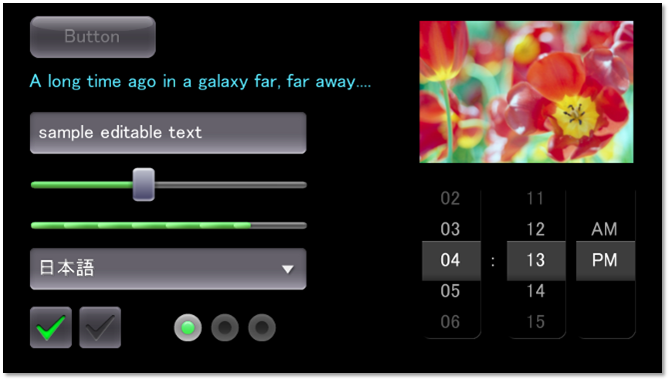 Button
A long time ago in a galaxy far, far away....
sample editable text
日本語
02 11
03 12 AM
04 : 13 PM
05 14
06 15